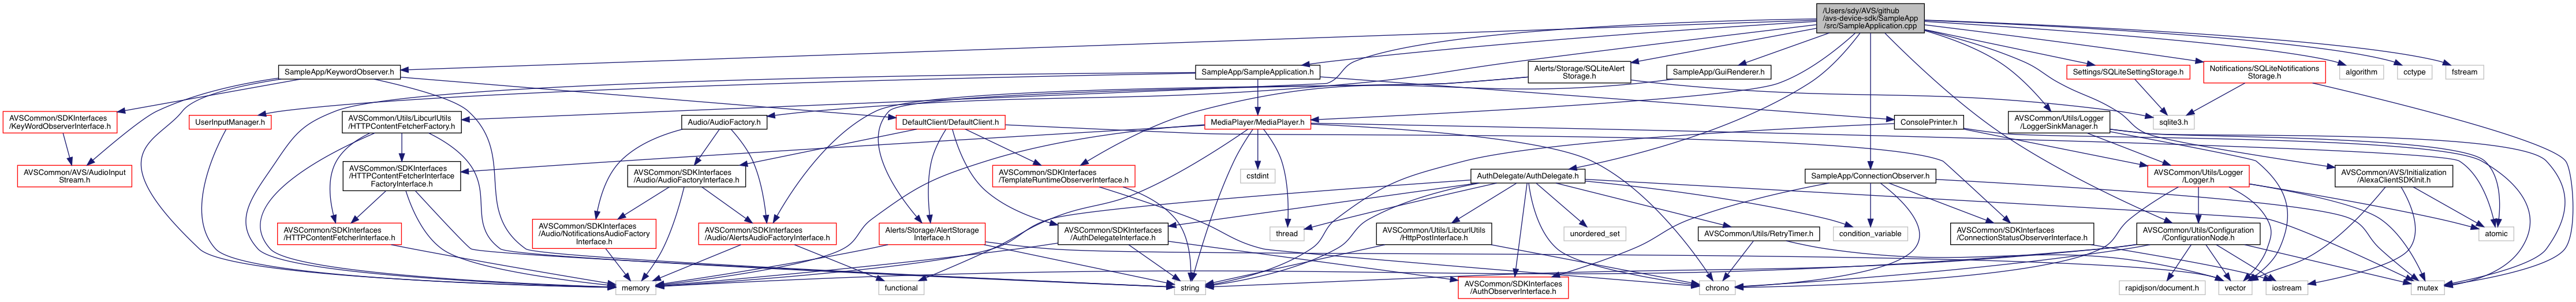 /Users/sdy/AVS/github
/avs-device-sdk/SampleApp
/src/SampleApplication.cpp
SampleApp/KeywordObserver.h
SampleApp/SampleApplication.h
Alerts/Storage/SQLiteAlert
Storage.h
SampleApp/GuiRenderer.h
Settings/SQLiteSettingStorage.h
Notifications/SQLiteNotifications
Storage.h
algorithm
cctype
fstream
AVSCommon/SDKInterfaces
/KeyWordObserverInterface.h
UserInputManager.h
AVSCommon/Utils/LibcurlUtils
/HTTPContentFetcherFactory.h
Audio/AudioFactory.h
DefaultClient/DefaultClient.h
MediaPlayer/MediaPlayer.h
ConsolePrinter.h
AVSCommon/Utils/Logger
/LoggerSinkManager.h
sqlite3.h
AVSCommon/AVS/AudioInput
Stream.h
AVSCommon/SDKInterfaces
/HTTPContentFetcherInterface
FactoryInterface.h
AVSCommon/SDKInterfaces
/Audio/AudioFactoryInterface.h
AVSCommon/SDKInterfaces
/TemplateRuntimeObserverInterface.h
cstdint
AuthDelegate/AuthDelegate.h
SampleApp/ConnectionObserver.h
AVSCommon/Utils/Logger
/Logger.h
AVSCommon/AVS/Initialization
/AlexaClientSDKInit.h
AVSCommon/SDKInterfaces
/HTTPContentFetcherInterface.h
AVSCommon/SDKInterfaces
/Audio/NotificationsAudioFactory
Interface.h
AVSCommon/SDKInterfaces
/Audio/AlertsAudioFactoryInterface.h
Alerts/Storage/AlertStorage
Interface.h
AVSCommon/SDKInterfaces
/AuthDelegateInterface.h
thread
AVSCommon/Utils/LibcurlUtils
/HttpPostInterface.h
unordered_set
AVSCommon/Utils/RetryTimer.h
condition_variable
AVSCommon/SDKInterfaces
/ConnectionStatusObserverInterface.h
AVSCommon/Utils/Configuration
/ConfigurationNode.h
atomic
memory
functional
string
AVSCommon/SDKInterfaces
/AuthObserverInterface.h
chrono
rapidjson/document.h
vector
iostream
mutex